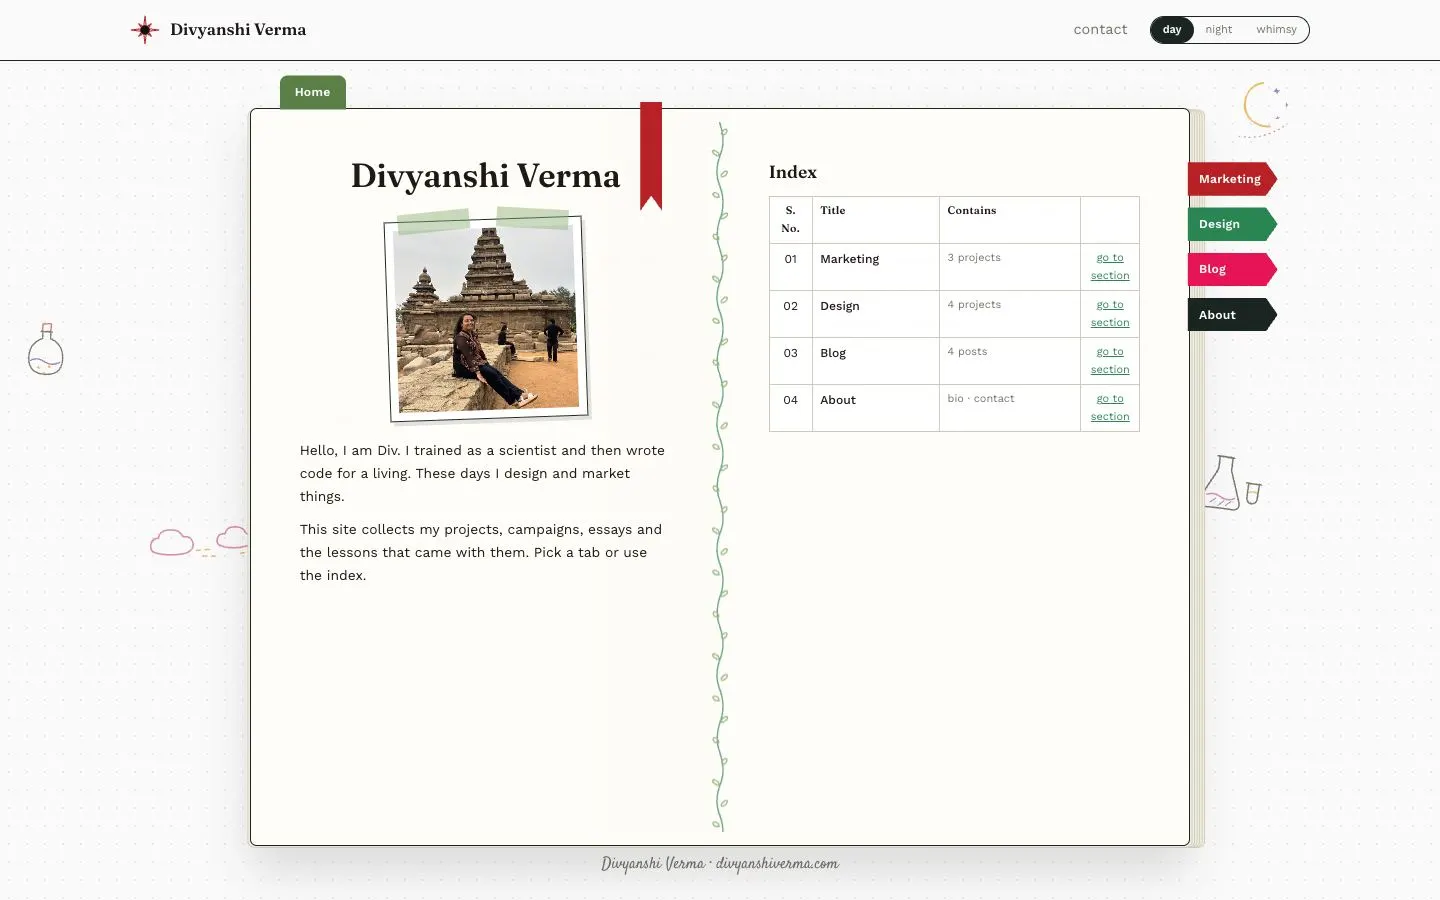 Divyanshi Verma
contact
day night whimsy
Home
Divyanshi Verma
Hello, I am Div. I trained as a scientist and then wrote
code for a living. These days I design and market
things.
This site collects my projects, campaigns, essays and
the lessons that came with them. Pick a tab or use
the index.
Index
S. No. Title Contains
01 Marketing 3 projects go to section
02 Design 4 projects go to section
03 Blog 4 posts go to section
04 About bio · contact go to section
Marketing
Design
Blog
About
Divyanshi Verma · divyanshiverma.com